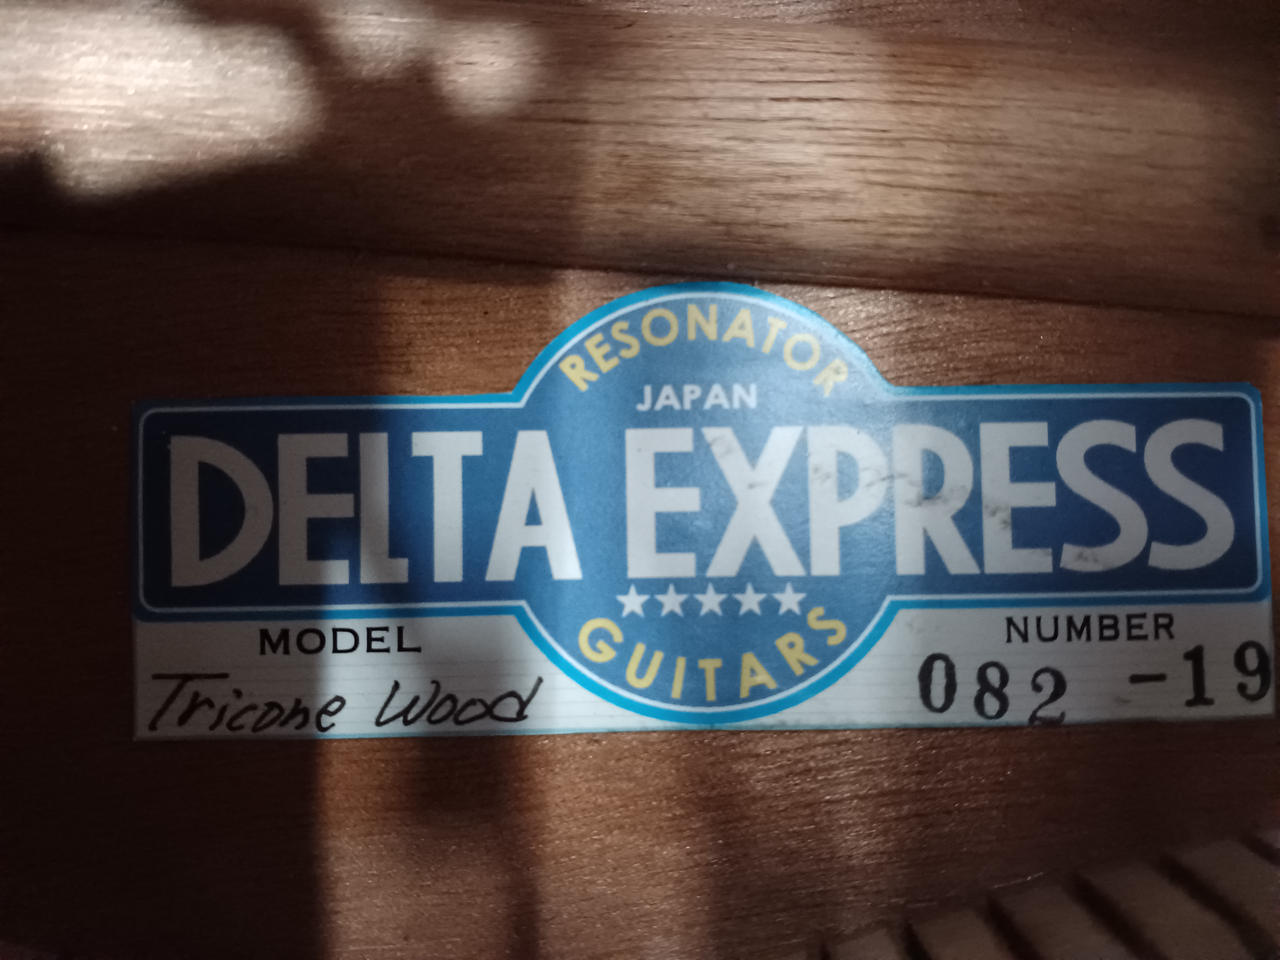 RESONATOR
JAPAN
DELTA EXPRESS
GUITARS
MODEL
NUMBER
Tricone Wood
082 -19